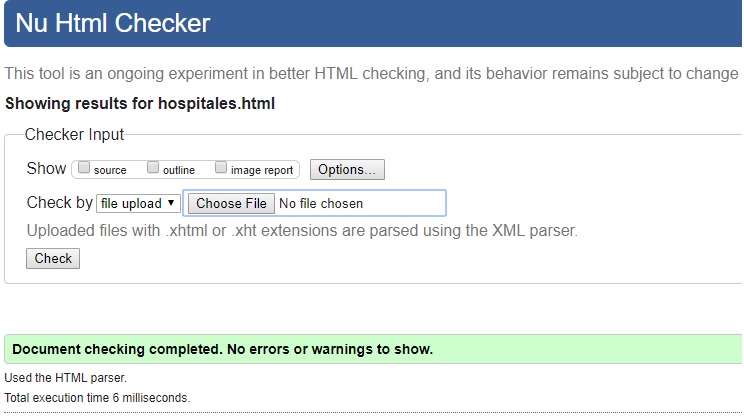 Nu Html Checker
This tool is an ongoing experiment in better HTML checking, and its behavior remains subject to change
Showing results for hospitales.html
Checker Input
Show source outline image report Options...
Check by file upload Choose File No file chosen
Uploaded files with .xhtml or .xht extensions are parsed using the XML parser.
Check
Document checking completed. No errors or warnings to show.
Used the HTML parser.
Total execution time 6 milliseconds.